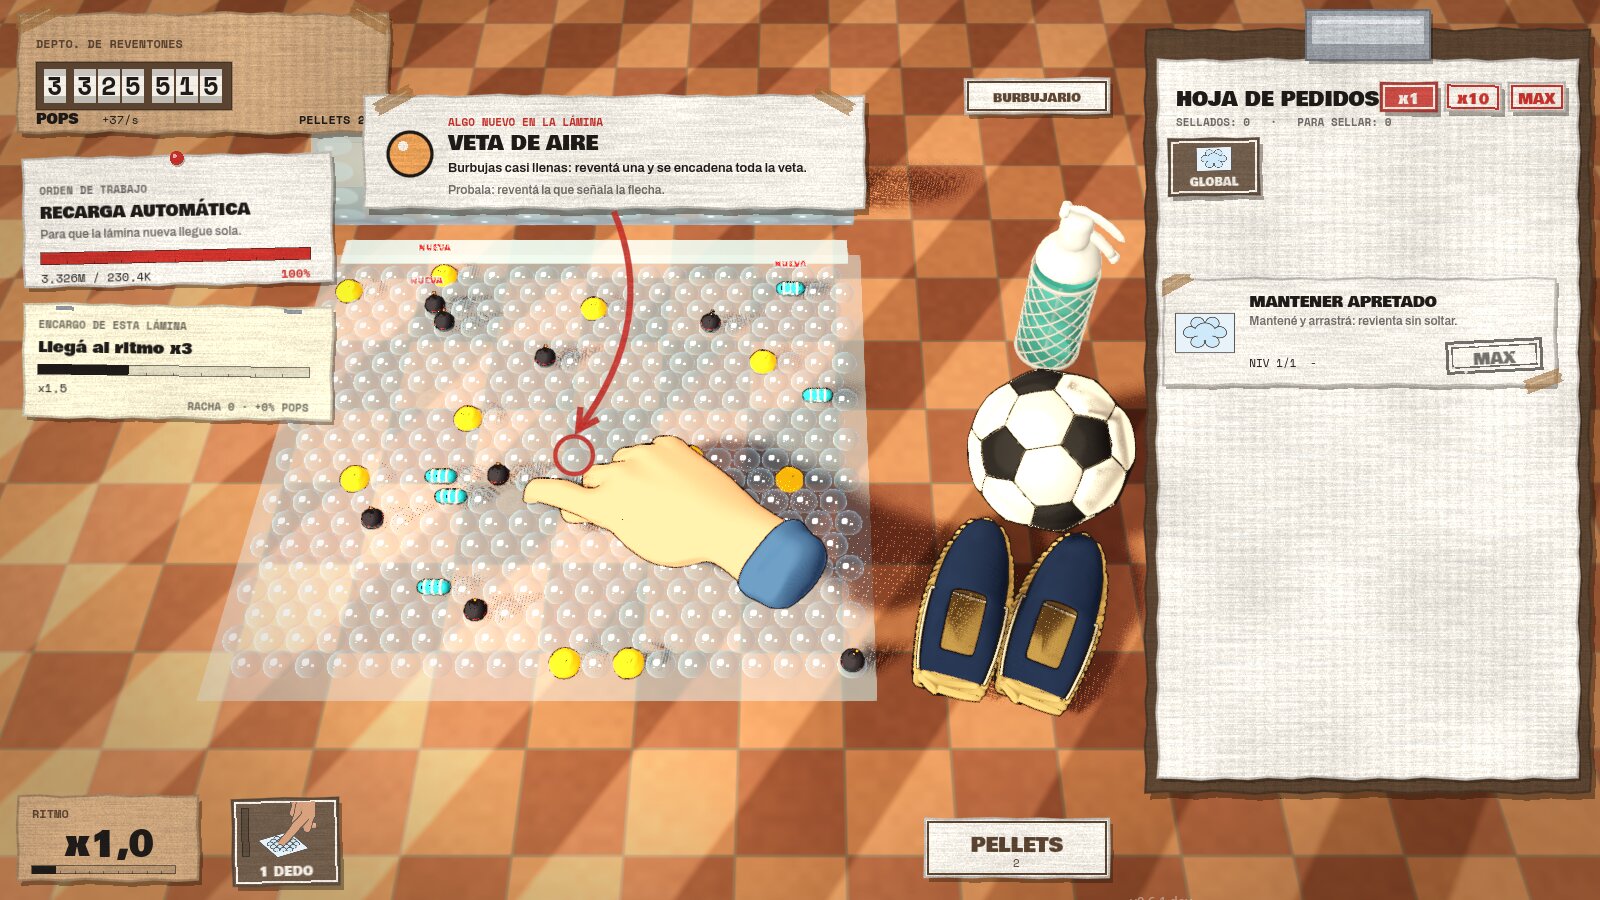 DEPTO. DE REVENTONES
3 325 515
POPS +37/s PELLETS 2
ORDEN DE TRABAJO
RECARGA AUTOMÁTICA
Para que la lámina nueva llegue sola.
3,326M / 230.4K 100%
ENCARGO DE ESTA LÁMINA
Llegá al ritmo x3
x1,5
RACHA 0 · +0% POPS
ALGO NUEVO EN LA LÁMINA
VETA DE AIRE
Burbujas casi llenas: reventá una y se encadena toda la veta.
Probala: reventá la que señala la flecha.
NUEVA
NUEVA
NUEVA
BURBUJARIO
HOJA DE PEDIDOS x1 x10 MAX
SELLADOS: 0 · PARA SELLAR: 0
GLOBAL
MANTENER APRETADO
Mantené y arrastrá: revienta sin soltar.
NIV 1/1 -
MAX
RITMO
x1,0
1 DEDO
PELLETS
2